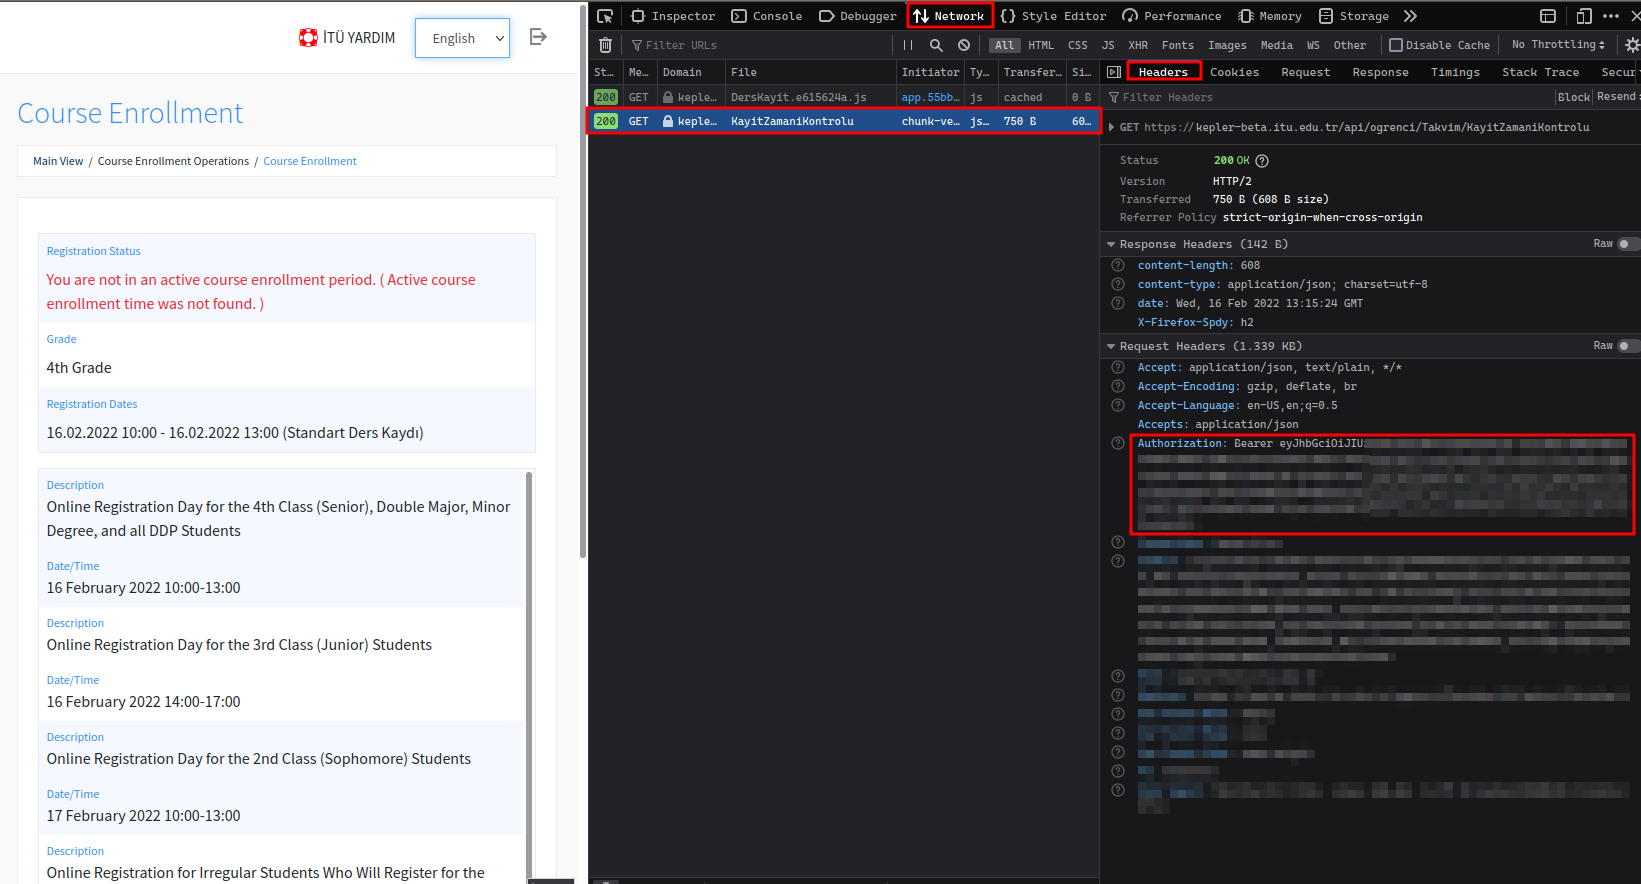 İTÜ YARDIM
English
Course Enrollment
Main View / Course Enrollment Operations / Course Enrollment
Registration Status
You are not in an active course enrollment period. ( Active course
enrollment time was not found. )
Grade
4th Grade
Registration Dates
16.02.2022 10:00 - 16.02.2022 13:00 (Standart Ders Kaydı)
Description
Online Registration Day for the 4th Class (Senior), Double Major, Minor
Degree, and all DDP Students
Date/Time
16 February 2022 10:00-13:00
Description
Online Registration Day for the 3rd Class (Junior) Students
Date/Time
16 February 2022 14:00-17:00
Description
Online Registration Day for the 2nd Class (Sophomore) Students
Date/Time
17 February 2022 10:00-13:00
Description
Online Registration for Irregular Students Who Will Register for the
Inspector Console Debugger Network Style Editor Performance Memory Storage
Filter URLs
All HTML CSS JS XHR Fonts Images Media WS Other Disable Cache No Throttling
St... Me... Domain File Initiator Ty... Transfer... Si...
200 GET keple... DersKayit.e615624a.js app.55bb... js cached 0 B
200 GET keple... KayitZamaniKontrolu chunk-ve... js... 750 B 60...
Headers Cookies Request Response Timings Stack Trace Secur
Filter Headers Block Resend
GET https://kepler-beta.itu.edu.tr/api/ogrenci/Takvim/KayitZamaniKontrolu
Status 200 OK
Version HTTP/2
Transferred 750 B (608 B size)
Referrer Policy strict-origin-when-cross-origin
Response Headers (142 B) Raw
content-length: 608
content-type: application/json; charset=utf-8
date: Wed, 16 Feb 2022 13:15:24 GMT
X-Firefox-Spdy: h2
Request Headers (1.339 KB) Raw
Accept: application/json, text/plain, */*
Accept-Encoding: gzip, deflate, br
Accept-Language: en-US,en;q=0.5
Accepts: application/json
Authorization: Bearer eyJhbGciOiJIUz